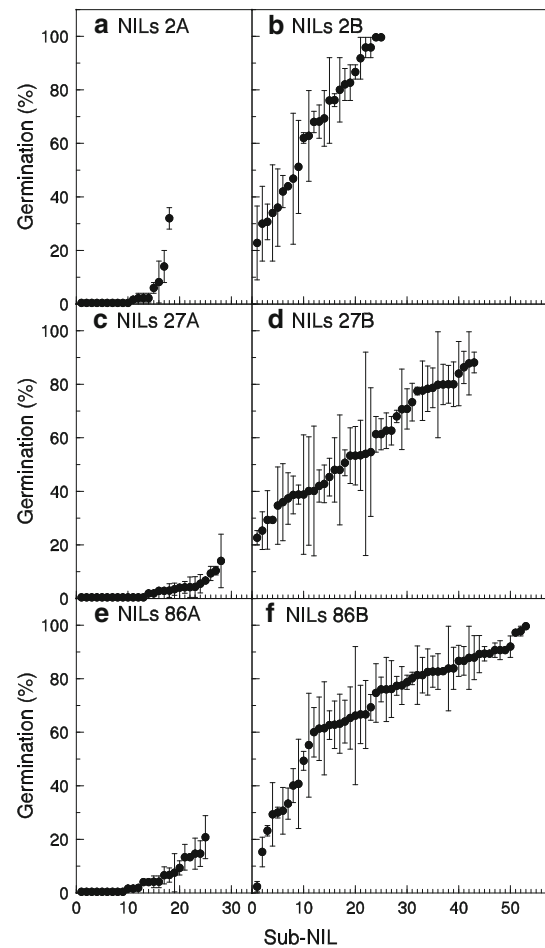 a NILs 2A
b NILs 2B
100
80
60
40
20
0
Germination (%)
c NILs 27A
d NILs 27B
100
80
60
40
20
0
Germination (%)
e NILs 86A
f NILs 86B
100
80
60
40
20
0
Germination (%)
0 10 20 30 0 10 20 30 40 50
Sub-NIL